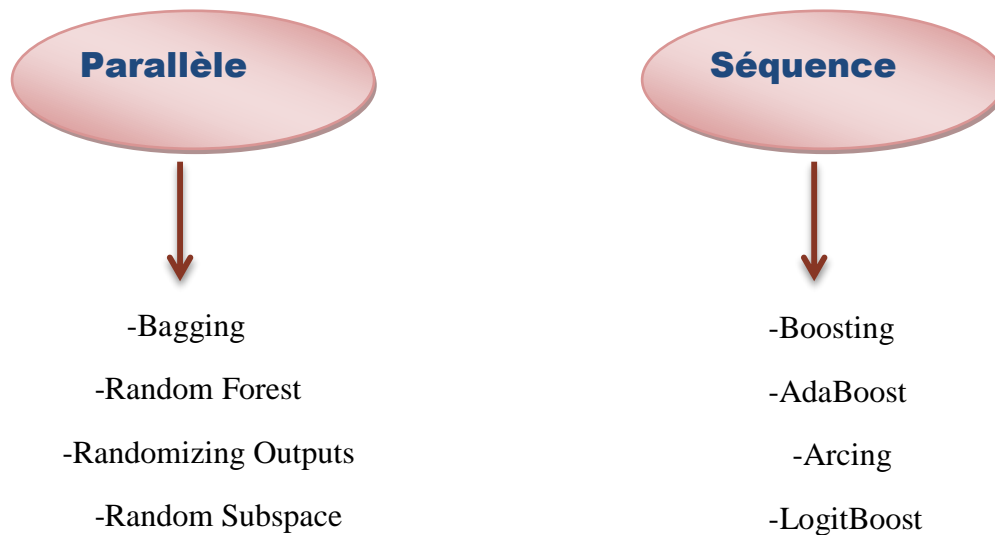 Parallèle
-Bagging
-Random Forest
-Randomizing Outputs
-Random Subspace
Séquence
-Boosting
-AdaBoost
-Arcing
-LogitBoost